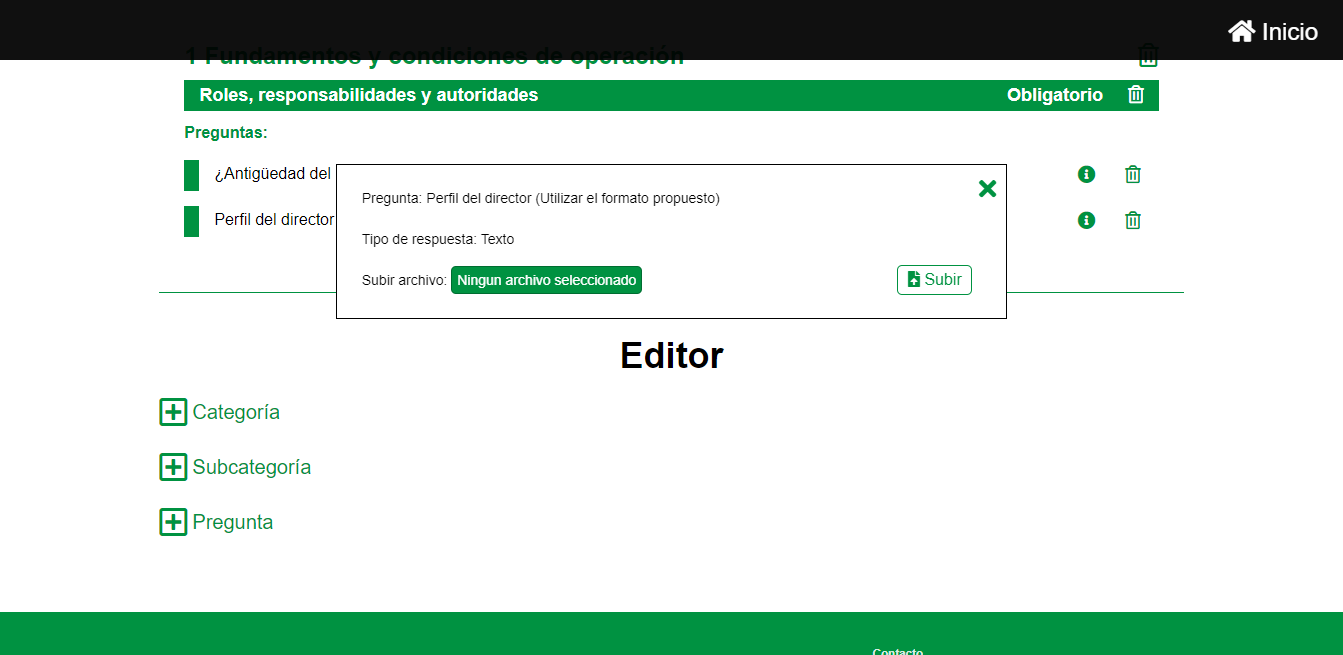 Inicio
1 Fundamentos y condiciones de operación
Roles, responsabilidades y autoridades Obligatorio
Preguntas:
¿Antigüedad del
Perfil del director
Pregunta: Perfil del director (Utilizar el formato propuesto)
Tipo de respuesta: Texto
Subir archivo: Ningun archivo seleccionado Subir
Editor
Categoría
Subcategoría
Pregunta
Contacto